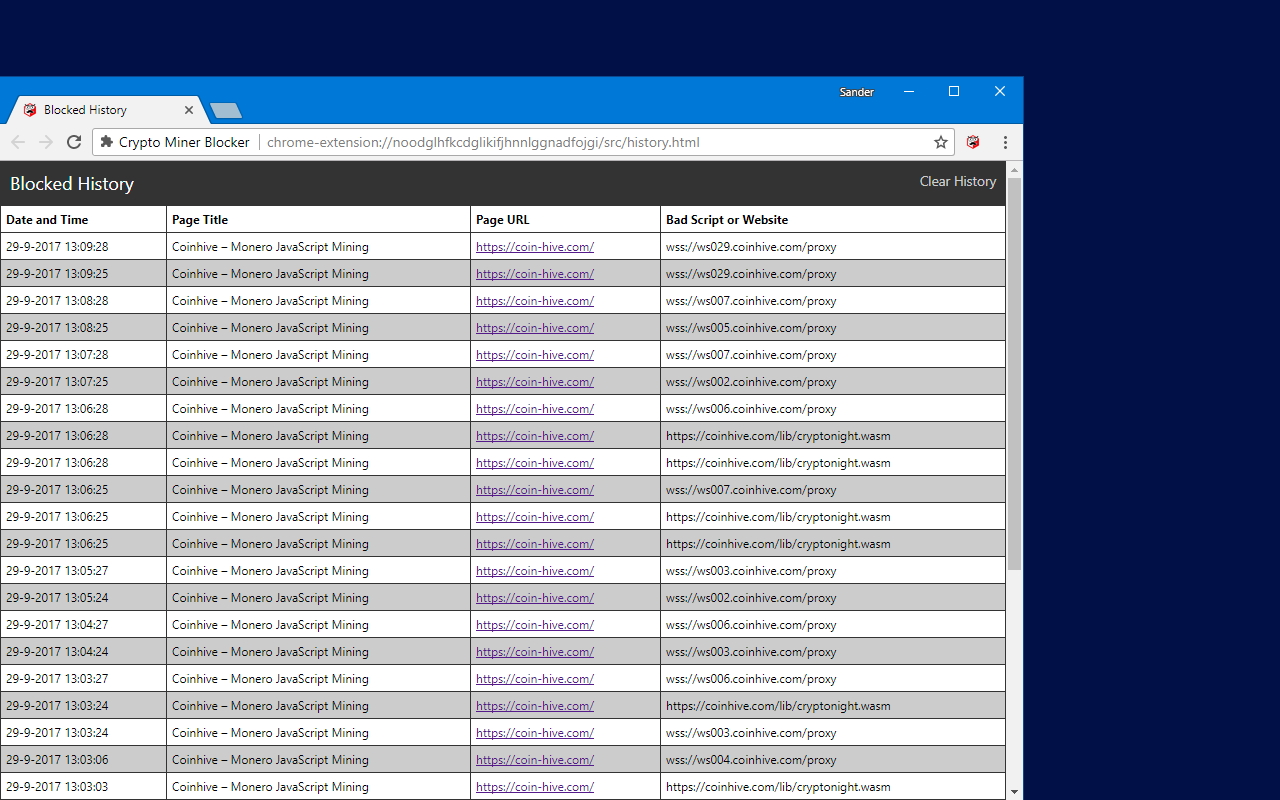 Sander
Blocked History
Crypto Miner Blocker chrome-extension://noodglhfkcdglikifjhnnlggnadfojgi/src/history.html
Blocked History Clear History
Date and Time Page Title Page URL Bad Script or Website
29-9-2017 13:09:28 Coinhive – Monero JavaScript Mining https://coin-hive.com/ wss://ws029.coinhive.com/proxy
29-9-2017 13:09:25 Coinhive – Monero JavaScript Mining https://coin-hive.com/ wss://ws029.coinhive.com/proxy
29-9-2017 13:08:28 Coinhive – Monero JavaScript Mining https://coin-hive.com/ wss://ws007.coinhive.com/proxy
29-9-2017 13:08:25 Coinhive – Monero JavaScript Mining https://coin-hive.com/ wss://ws005.coinhive.com/proxy
29-9-2017 13:07:28 Coinhive – Monero JavaScript Mining https://coin-hive.com/ wss://ws007.coinhive.com/proxy
29-9-2017 13:07:25 Coinhive – Monero JavaScript Mining https://coin-hive.com/ wss://ws002.coinhive.com/proxy
29-9-2017 13:06:28 Coinhive – Monero JavaScript Mining https://coin-hive.com/ wss://ws006.coinhive.com/proxy
29-9-2017 13:06:28 Coinhive – Monero JavaScript Mining https://coin-hive.com/ https://coinhive.com/lib/cryptonight.wasm
29-9-2017 13:06:28 Coinhive – Monero JavaScript Mining https://coin-hive.com/ https://coinhive.com/lib/cryptonight.wasm
29-9-2017 13:06:25 Coinhive – Monero JavaScript Mining https://coin-hive.com/ wss://ws007.coinhive.com/proxy
29-9-2017 13:06:25 Coinhive – Monero JavaScript Mining https://coin-hive.com/ https://coinhive.com/lib/cryptonight.wasm
29-9-2017 13:06:25 Coinhive – Monero JavaScript Mining https://coin-hive.com/ https://coinhive.com/lib/cryptonight.wasm
29-9-2017 13:05:27 Coinhive – Monero JavaScript Mining https://coin-hive.com/ wss://ws003.coinhive.com/proxy
29-9-2017 13:05:24 Coinhive – Monero JavaScript Mining https://coin-hive.com/ wss://ws002.coinhive.com/proxy
29-9-2017 13:04:27 Coinhive – Monero JavaScript Mining https://coin-hive.com/ wss://ws006.coinhive.com/proxy
29-9-2017 13:04:24 Coinhive – Monero JavaScript Mining https://coin-hive.com/ wss://ws003.coinhive.com/proxy
29-9-2017 13:03:27 Coinhive – Monero JavaScript Mining https://coin-hive.com/ wss://ws006.coinhive.com/proxy
29-9-2017 13:03:24 Coinhive – Monero JavaScript Mining https://coin-hive.com/ https://coinhive.com/lib/cryptonight.wasm
29-9-2017 13:03:24 Coinhive – Monero JavaScript Mining https://coin-hive.com/ wss://ws003.coinhive.com/proxy
29-9-2017 13:03:06 Coinhive – Monero JavaScript Mining https://coin-hive.com/ wss://ws004.coinhive.com/proxy
29-9-2017 13:03:03 Coinhive – Monero JavaScript Mining https://coin-hive.com/ https://coinhive.com/lib/cryptonight.wasm